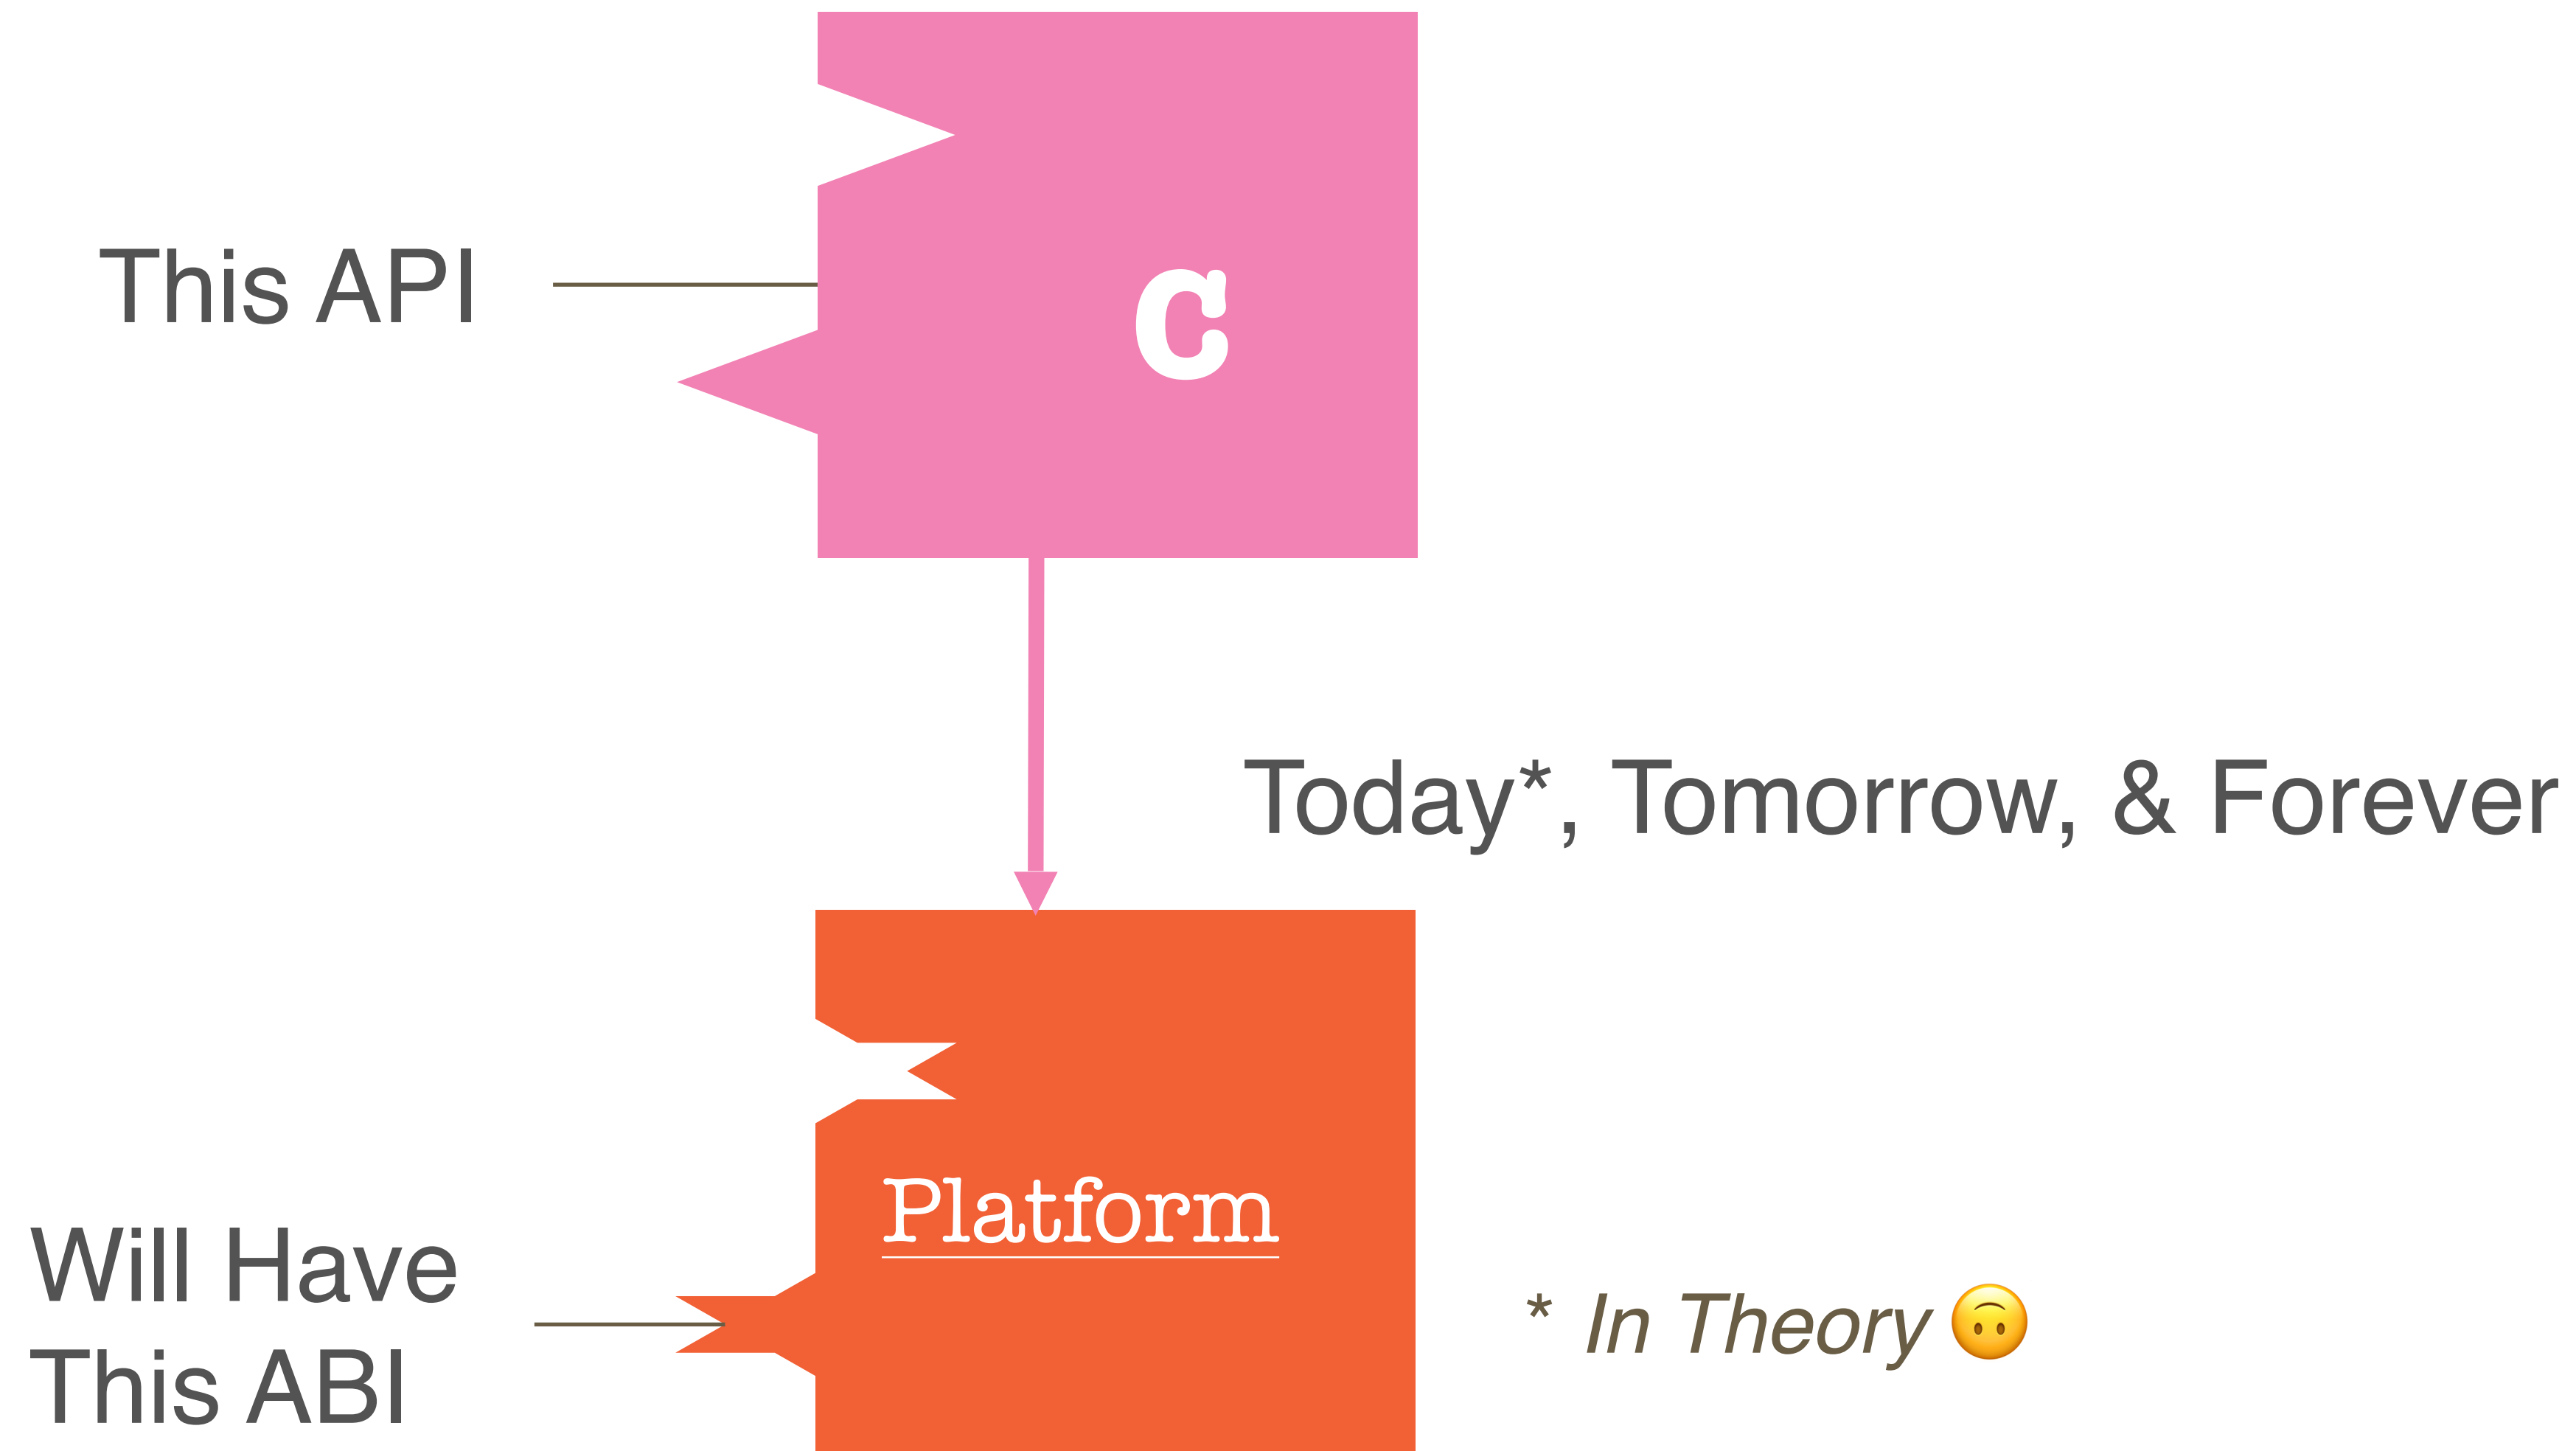 This API
C
Today*, Tomorrow, & Forever
Platform
Will Have
This ABI
* In Theory 🙃